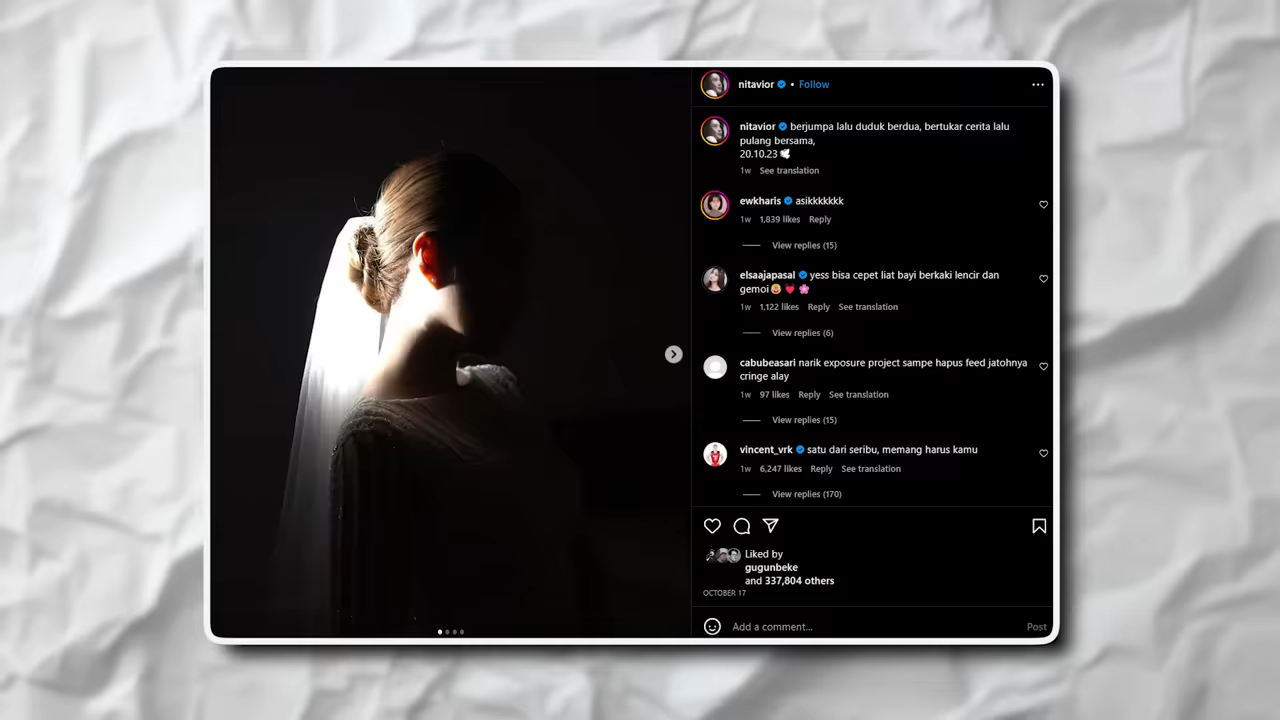 nitavior • Follow
nitavior berjumpa lalu duduk berdua, bertukar cerita lalu
pulang bersama,
20.10.23 🕊️
1w See translation
ewkharis asikkkkkkk
1w 1,839 likes Reply
View replies (15)
elsaajapasal yess bisa cepet liat bayi berkaki lencir dan
gemoi
1w 1,122 likes Reply See translation
View replies (6)
cabubeasari narik exposure project sampe hapus feed jatohnya
cringe alay
1w 97 likes Reply See translation
View replies (15)
vincent_vrk satu dari seribu, memang harus kamu
1w 6,247 likes Reply See translation
View replies (170)
Liked by
gugunbeke
and 337,804 others
OCTOBER 17
Add a comment... Post